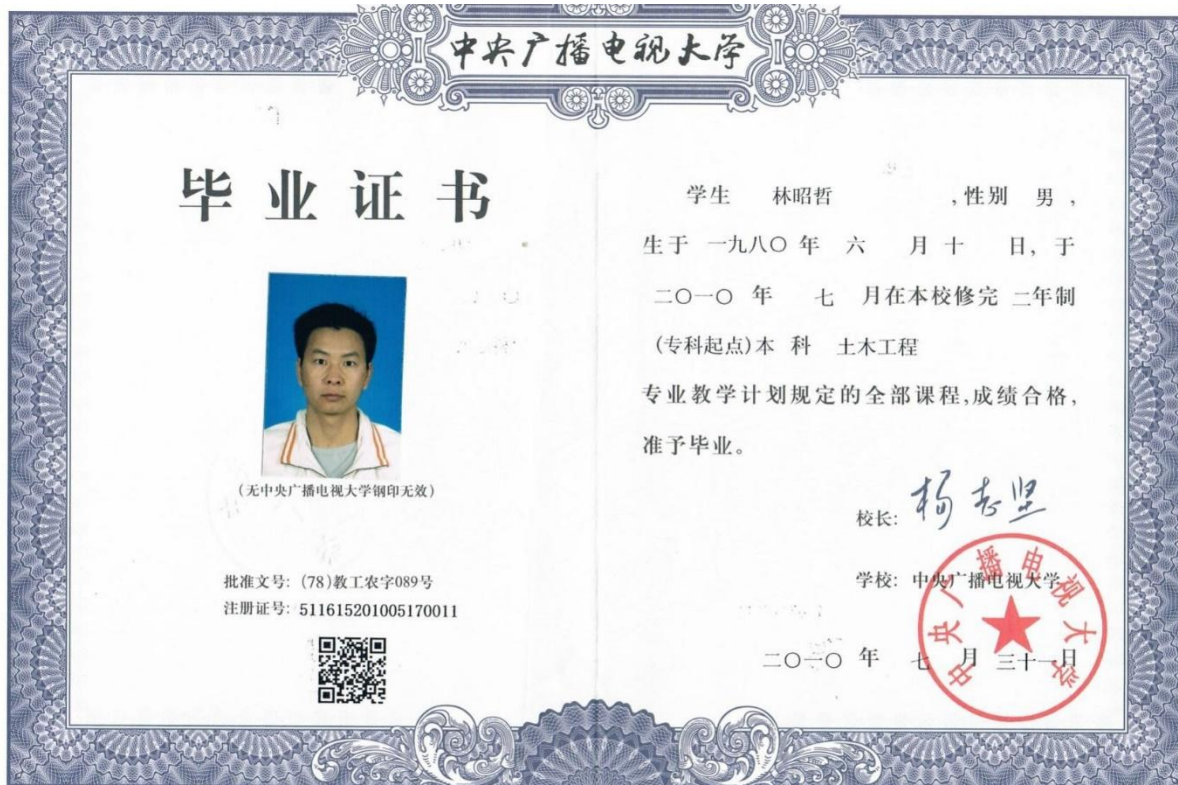 中央广播电视大学
毕业证书
(无中央广播电视大学钢印无效)
批准文号: (78)教工农字089号
注册证号: 511615201005170011
学生 林昭哲 ,性别 男 ,
生于 一九八〇 年 六 月 十 日, 于
二〇一〇 年 七 月在本校修完 二年制
(专科起点)本 科 土木工程
专业教学计划规定的全部课程,成绩合格,
准予毕业。
校长: 杨志坚
学校: 中央广播电视大学
二〇一〇 年 七 月 三十一日
中央广播电视大学